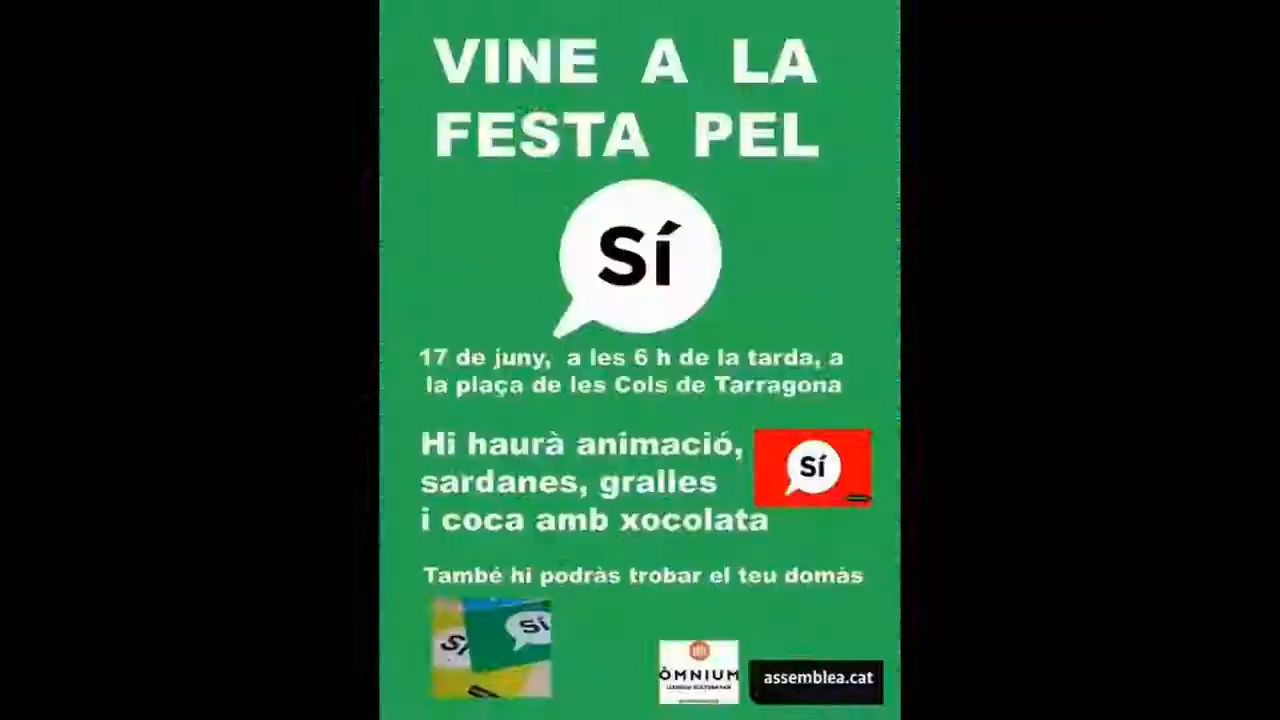 VINE A LA
FESTA PEL
Sí
17 de juny, a les 6 h de la tarda, a
la plaça de les Cols de Tarragona
Hi haurà animació,
sardanes, gralles
i coca amb xocolata
Sí
També hi podràs trobar el teu domàs
Sí
Sí
ÒMNIUM
assemblea.cat